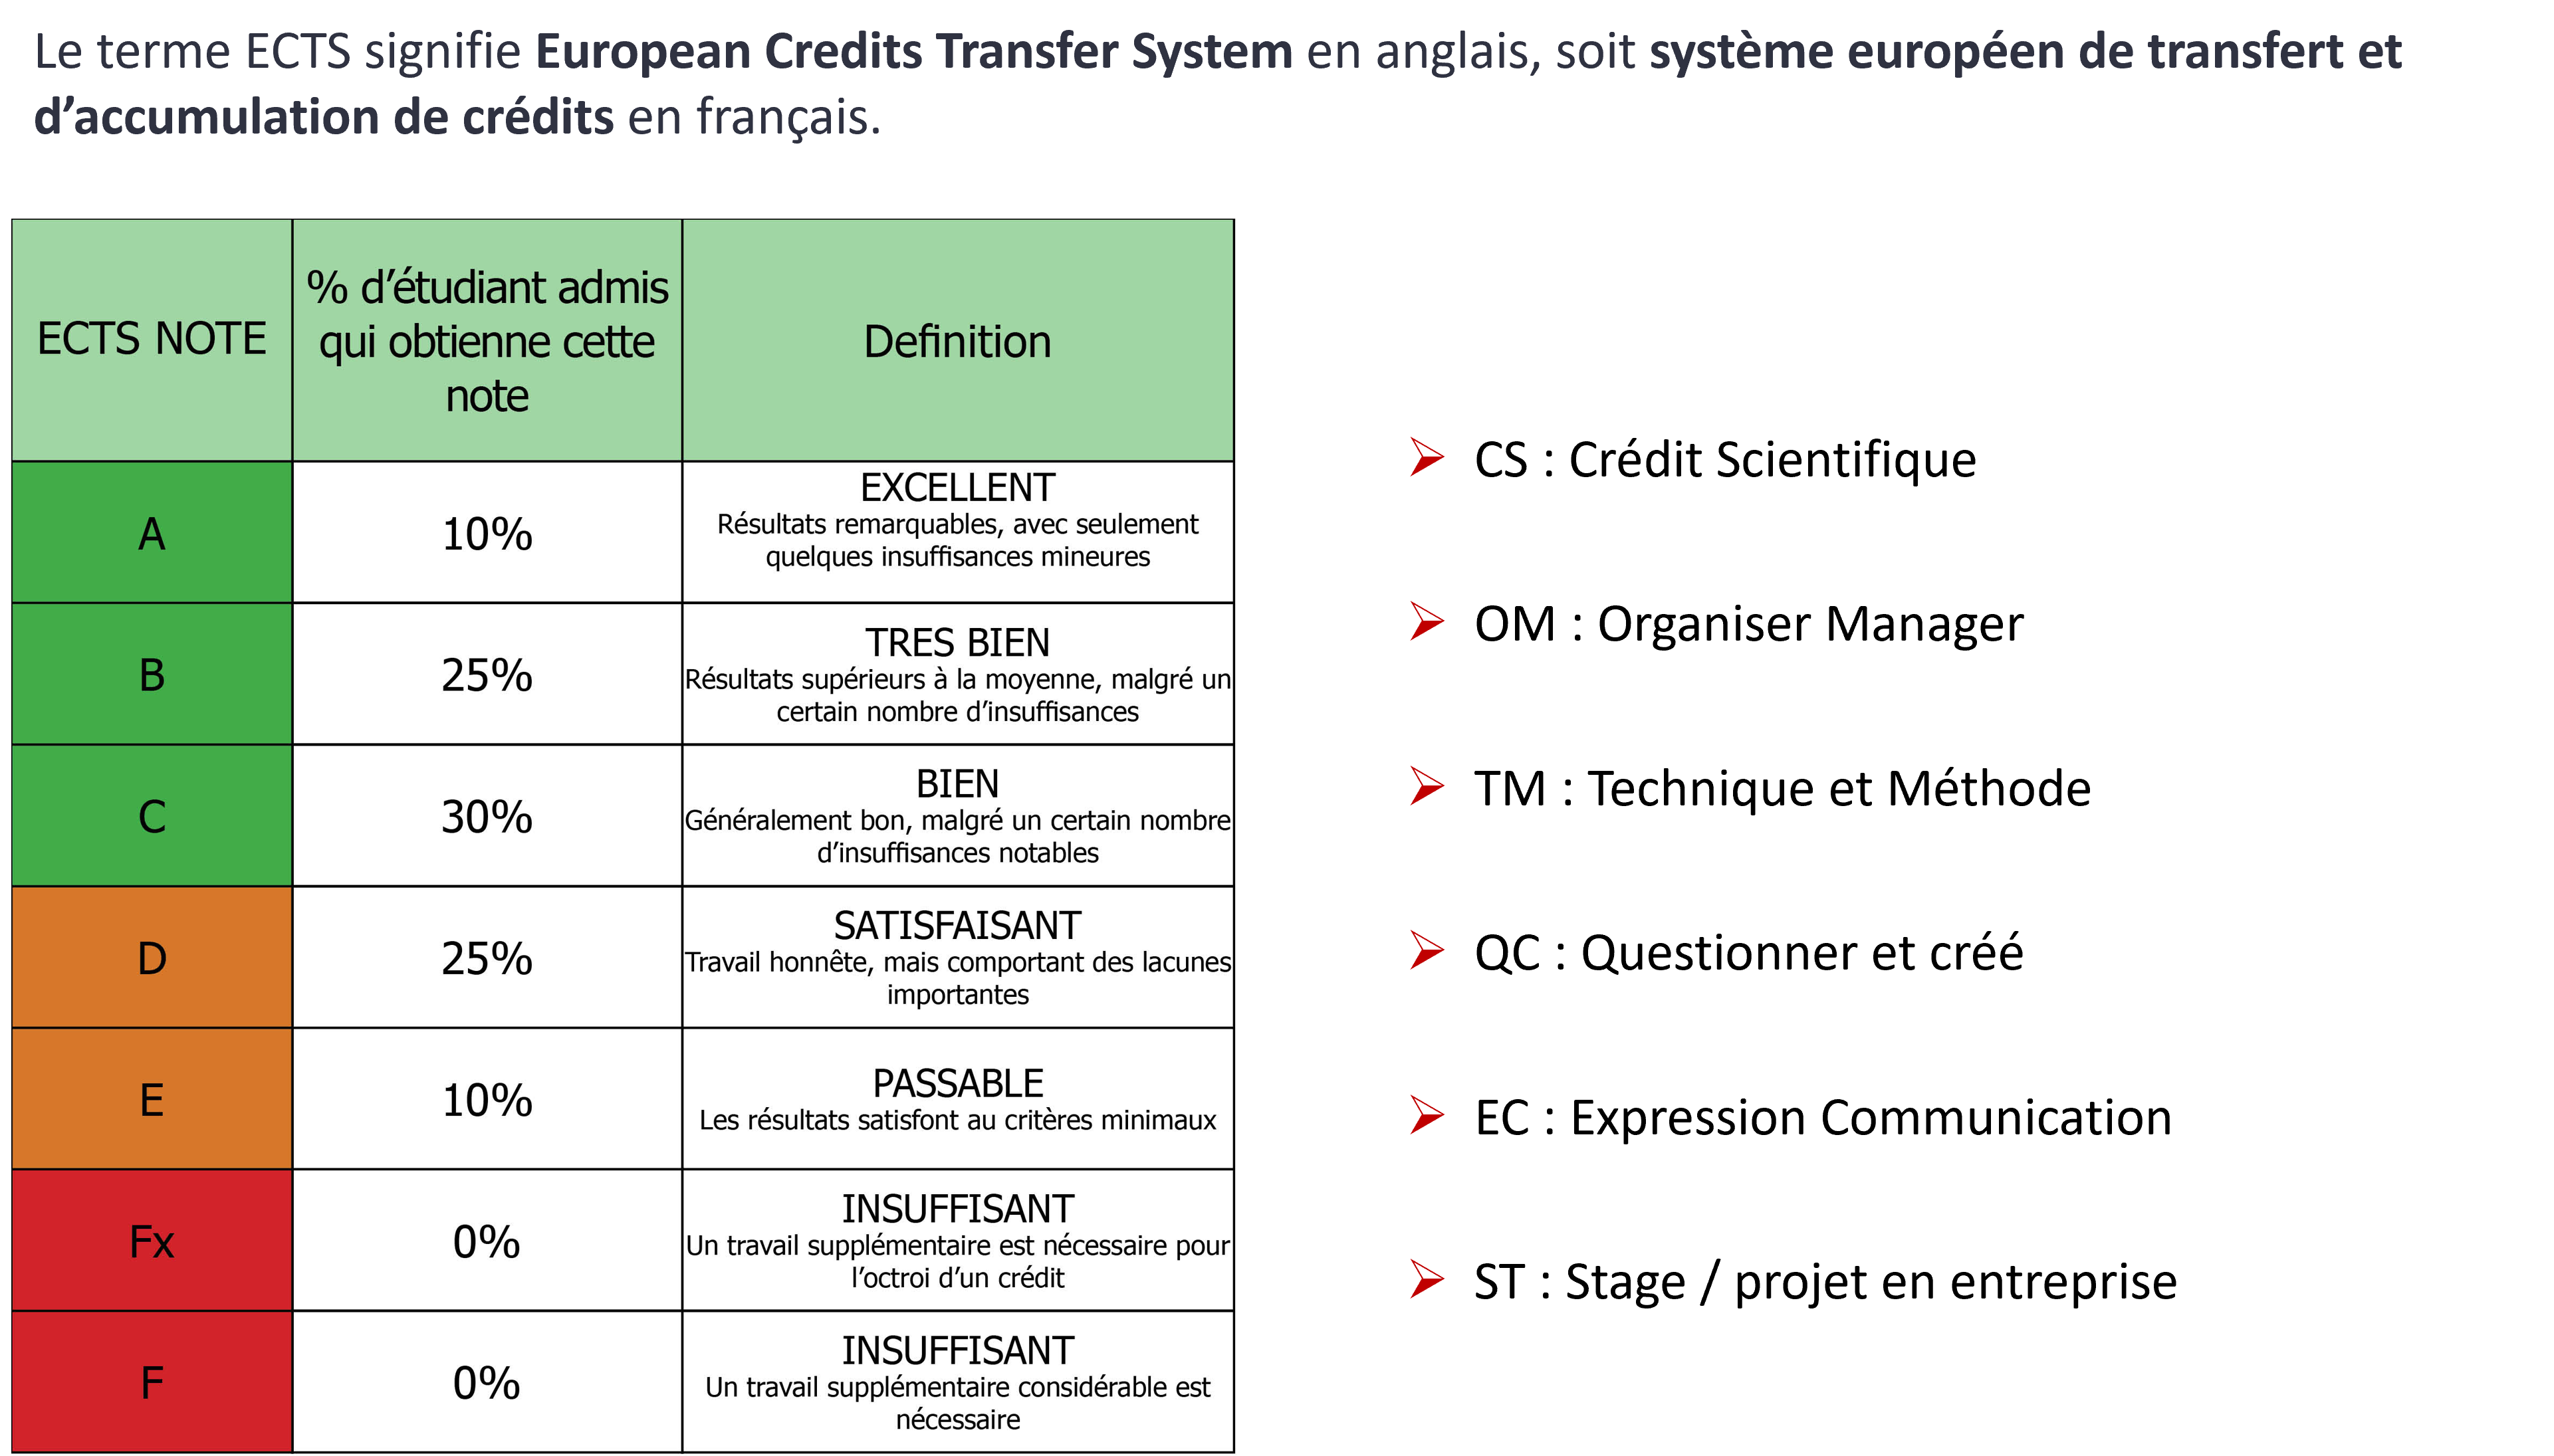 Le terme ECTS signifie European Credits Transfer System en anglais, soit système européen de transfert et
d’accumulation de crédits en français.
ECTS NOTE
% d’étudiant admis
qui obtienne cette
note
Definition
A
10%
EXCELLENT
Résultats remarquables, avec seulement
quelques insuffisances mineures
B
25%
TRES BIEN
Résultats supérieurs à la moyenne, malgré un
certain nombre d’insuffisances
C
30%
BIEN
Généralement bon, malgré un certain nombre
d’insuffisances notables
D
25%
SATISFAISANT
Travail honnête, mais comportant des lacunes
importantes
E
10%
PASSABLE
Les résultats satisfont au critères minimaux
Fx
0%
INSUFFISANT
Un travail supplémentaire est nécessaire pour
l’octroi d’un crédit
F
0%
INSUFFISANT
Un travail supplémentaire considérable est
nécessaire
CS : Crédit Scientifique
OM : Organiser Manager
TM : Technique et Méthode
QC : Questionner et créé
EC : Expression Communication
ST : Stage / projet en entreprise